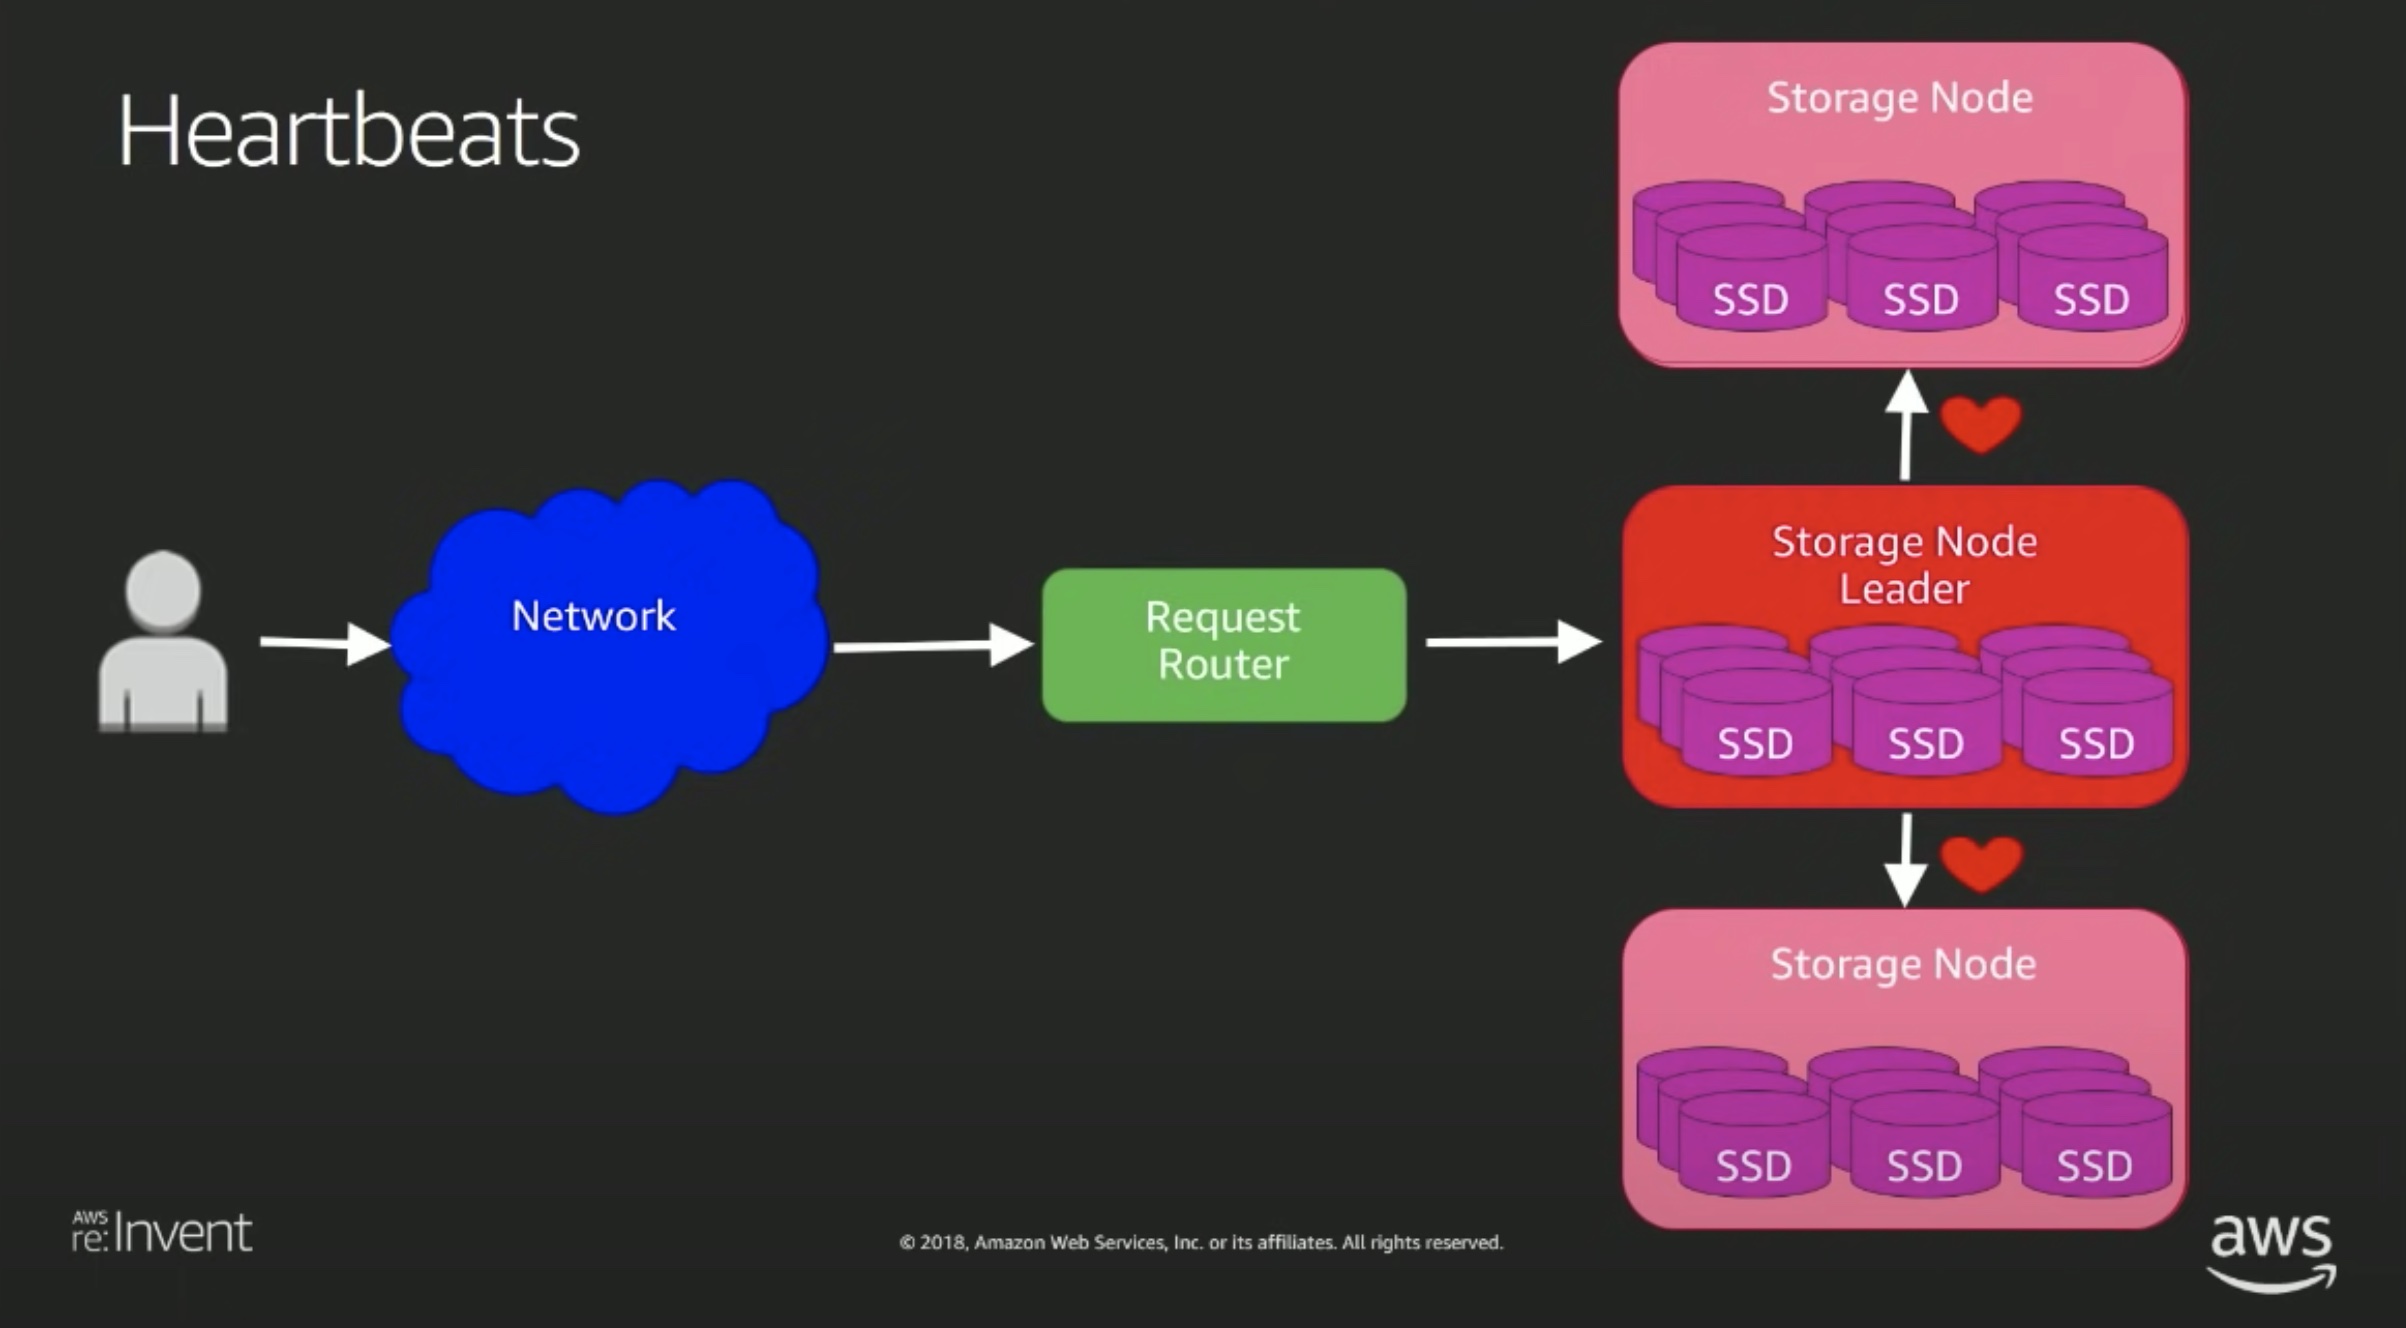 Heartbeats
Storage Node
SSD SSD SSD
Network
Request
Router
Storage Node
Leader
SSD SSD SSD
Storage Node
SSD SSD SSD
AWS
re:Invent
© 2018, Amazon Web Services, Inc. or its affiliates. All rights reserved.
aws